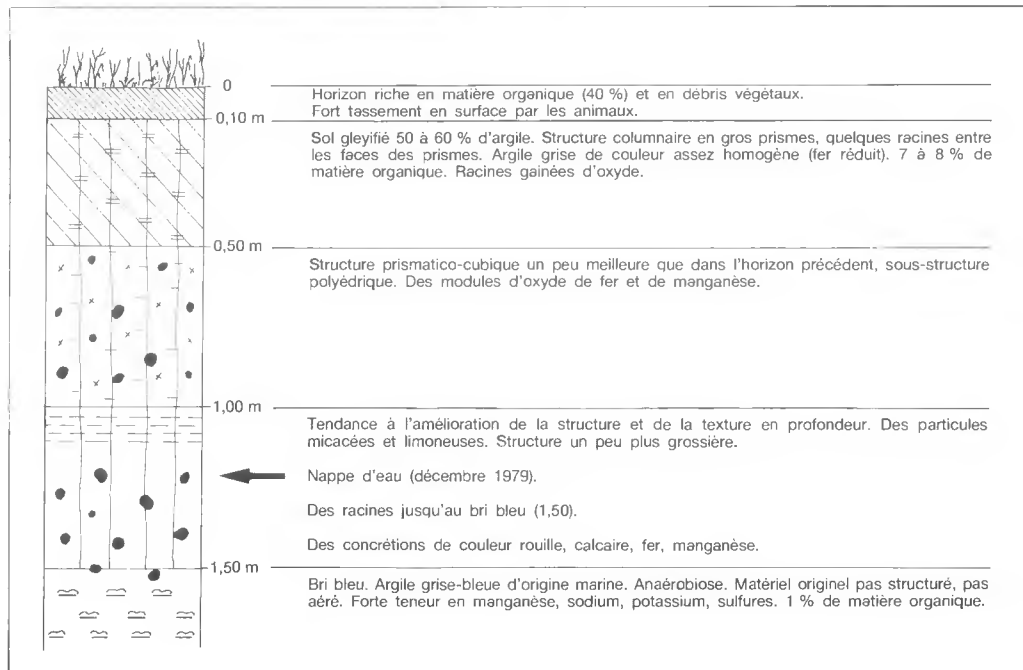 0
Horizon riche en matière organique (40 %) et en débris végétaux.
Fort tassement en surface par les animaux.
0,10 m
Sol gleyifié 50 à 60 % d'argile. Structure columnaire en gros prismes, quelques racines entre
les faces des prismes. Argile grise de couleur assez homogène (fer réduit). 7 à 8 % de
matière organique. Racines gainées d'oxyde.
0,50 m
Structure prismatico-cubique un peu meilleure que dans l'horizon précédent, sous-structure
polyédrique. Des modules d'oxyde de fer et de manganèse.
1,00 m
Tendance à l'amélioration de la structure et de la texture en profondeur. Des particules
micacées et limoneuses. Structure un peu plus grossière.
Nappe d'eau (décembre 1979).
Des racines jusqu'au bri bleu (1,50).
Des concrétions de couleur rouille, calcaire, fer, manganèse.
1,50 m
Bri bleu. Argile grise-bleue d'origine marine. Anaérobiose. Matériel originel pas structuré, pas
aéré. Forte teneur en manganèse, sodium, potassium, sulfures. 1 % de matière organique.